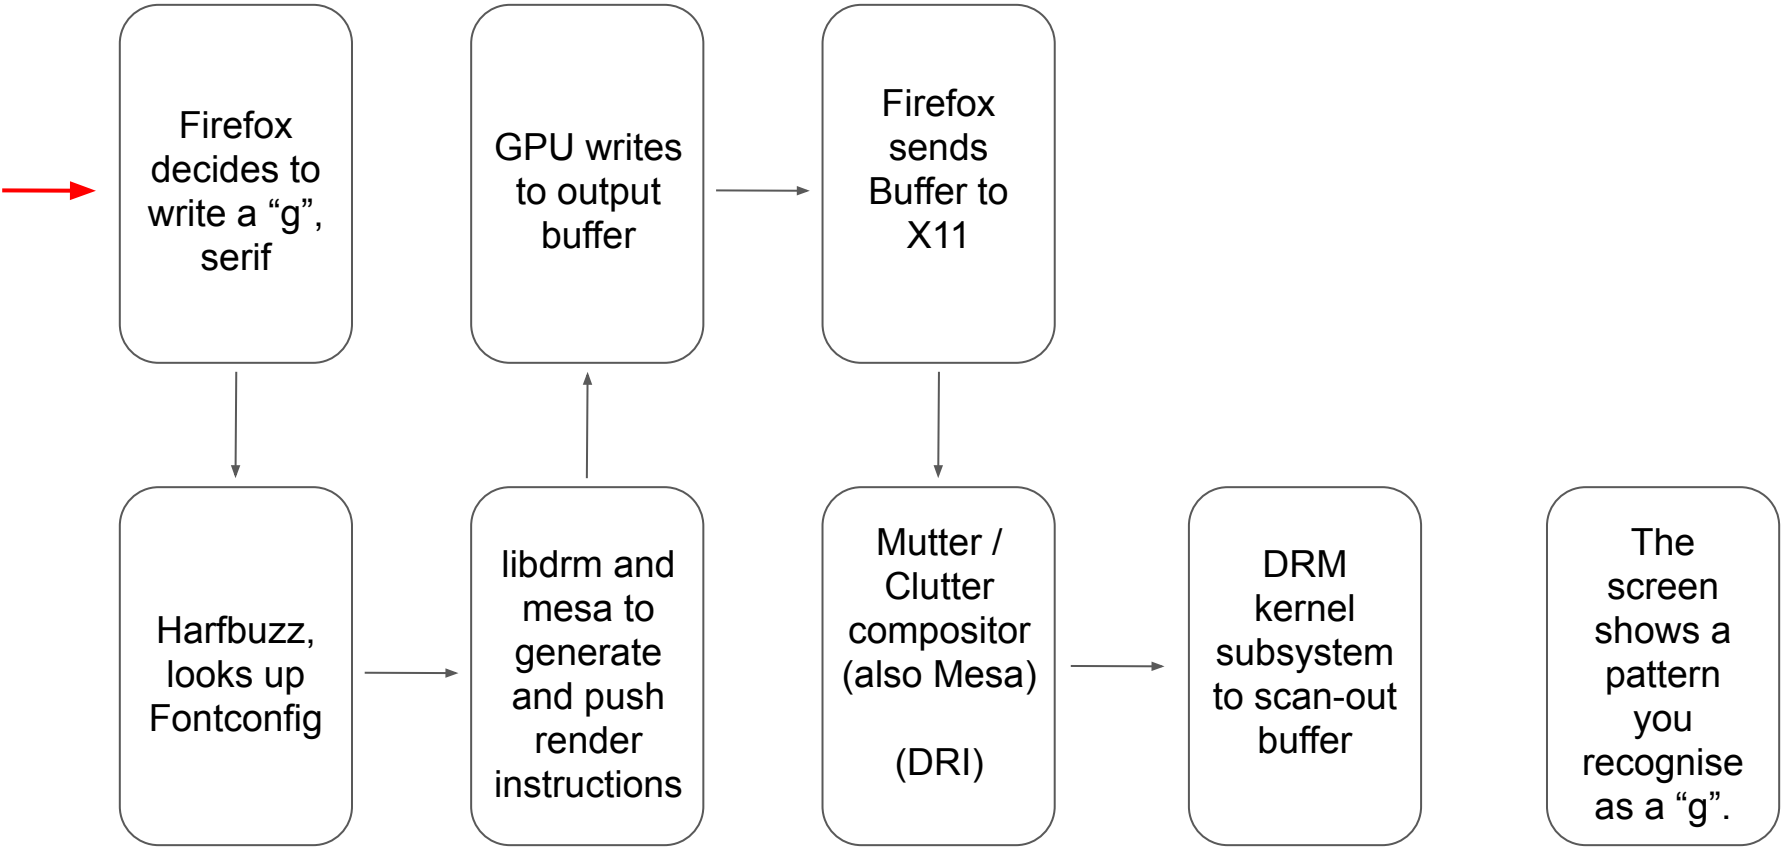 Firefox
decides to
write a “g”,
serif
Harfbuzz,
looks up
Fontconfig
libdrm and
mesa to
generate
and push
render
instructions
GPU writes
to output
buffer
Firefox
sends
Buffer to
X11
Mutter /
Clutter
compositor
(also Mesa)
(DRI)
DRM
kernel
subsystem
to scan-out
buffer
The
screen
shows a
pattern
you
recognise
as a “g”.